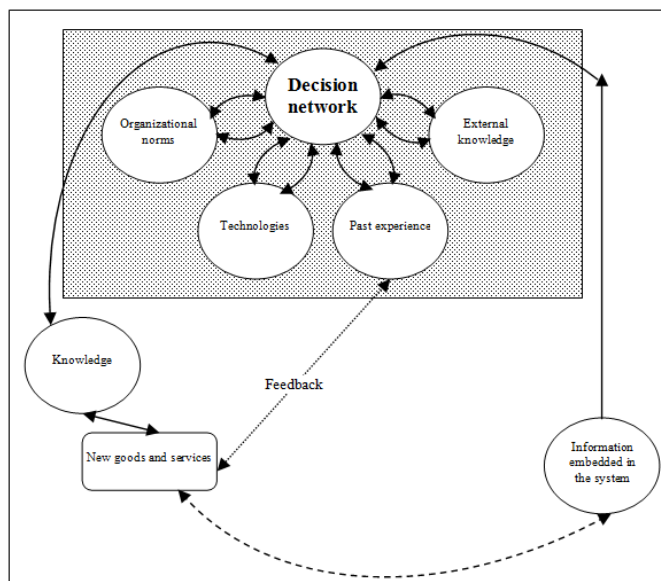 Decision
network
Organizational
norms
External
knowledge
Technologies
Past experience
Knowledge
Feedback
New goods and services
Information
embedded in
the system